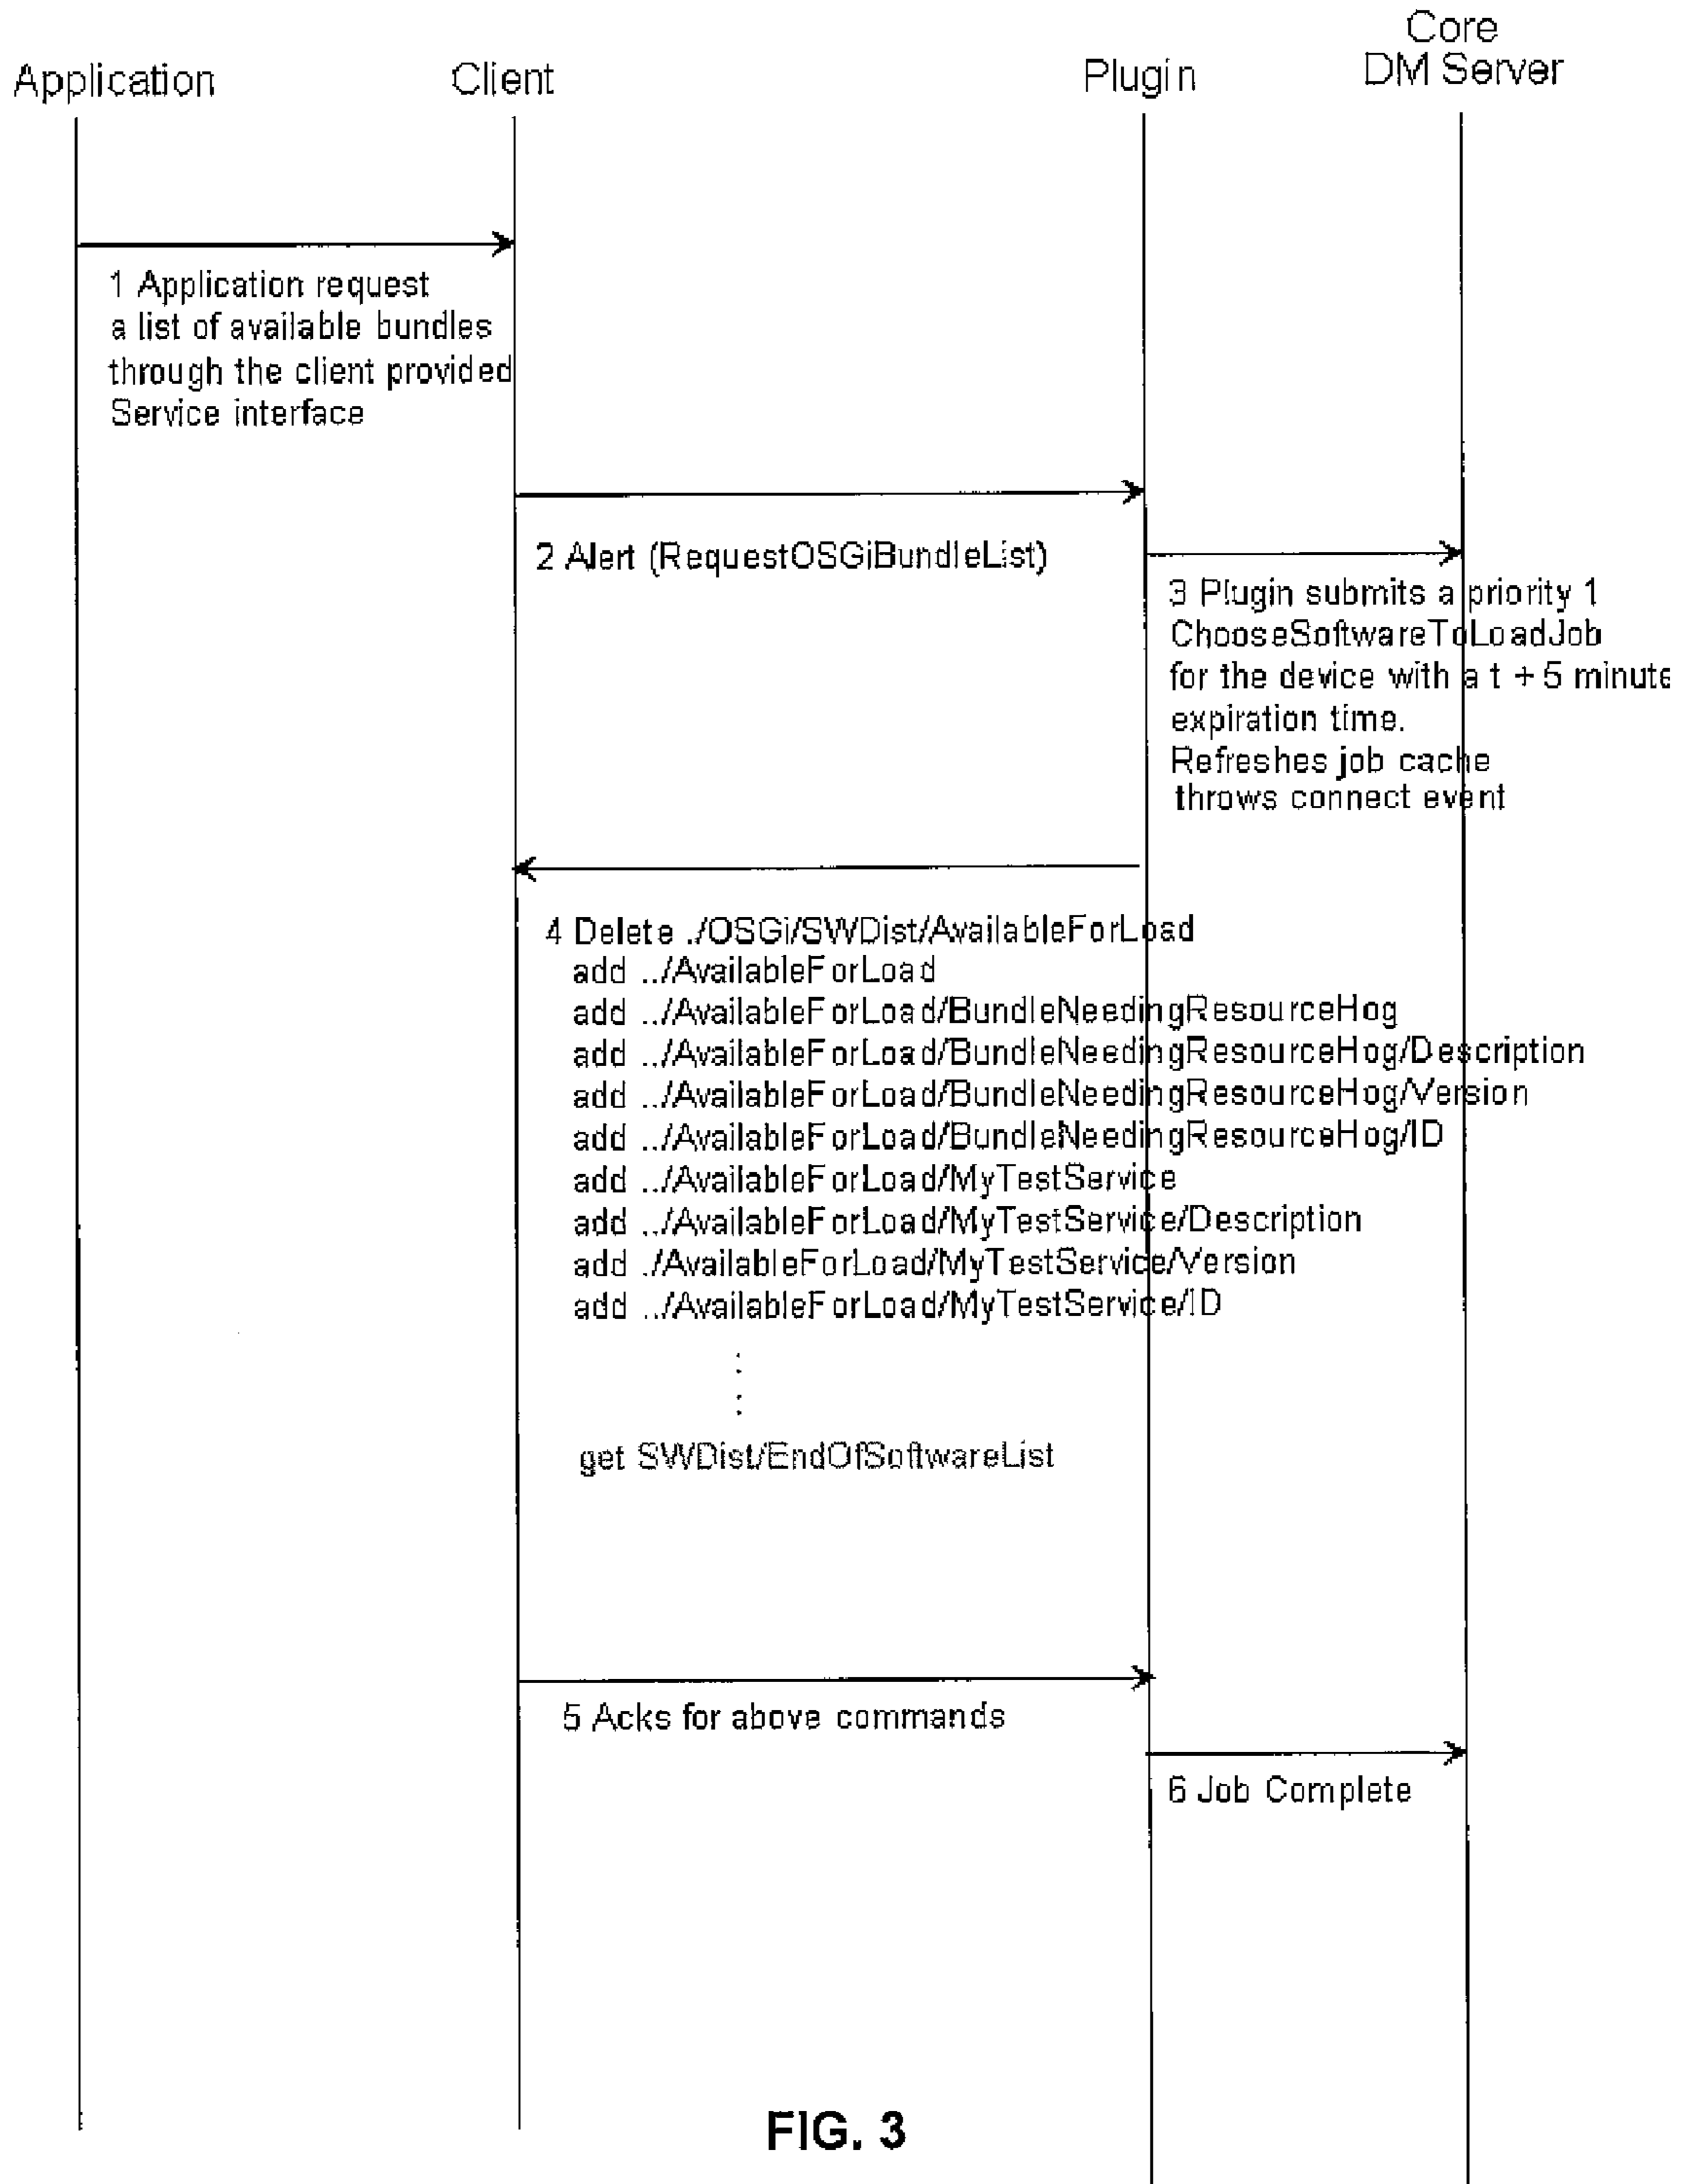 Application
Client
Plugin
Core
DM Server
1 Application request
a list of available bundles
through the client provided
Service interface
2 Alert (RequestOSGiBundleList)
3 Plugin submits a priority 1
ChooseSoftwareToLoadJob
for the device with a t + 5 minute
expiration time.
Refreshes job cache
throws connect event
4 Delete ./OSGi/SWDist/AvailableForLoad
add ../AvailableForLoad
add ../AvailableForLoad/BundleNeedingResourceHog
add ../AvailableForLoad/BundleNeedingResourceHog/Description
add ../AvailableForLoad/BundleNeedingResourceHog/Version
add ../AvailableForLoad/BundleNeedingResourceHog/ID
add ../AvailableForLoad/MyTestService
add ../AvailableForLoad/MyTestService/Description
add ./AvailableForLoad/MyTestService/Version
add ../AvailableForLoad/MyTestService/ID
get SWDist/EndOfSoftwareList
5 Acks for above commands
6 Job Complete
FIG. 3